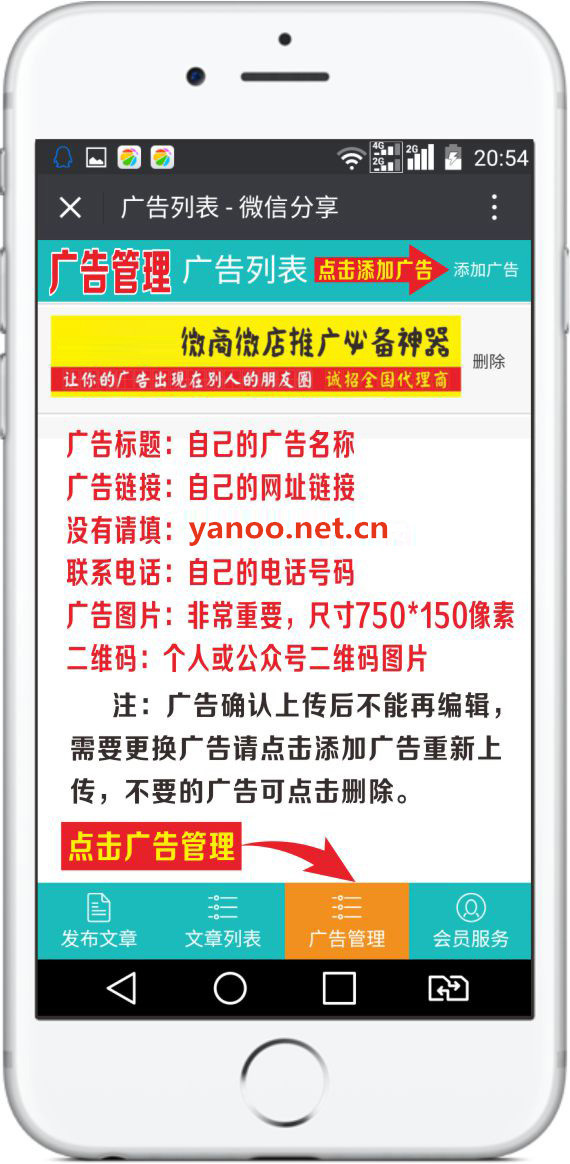 4G 2G 2G 20:54
广告列表 - 微信分享
广告管理 广告列表 点击添加广告 添加广告
微商微店推广必备神器
让你的广告出现在别人的朋友圈 诚招全国代理商
删除
广告标题：自己的广告名称
广告链接：自己的网址链接
没有请填：yanoo.net.cn
联系电话：自己的电话号码
广告图片：非常重要，尺寸750*150像素
二维码：个人或公众号二维码图片
注：广告确认上传后不能再编辑，
需要更换广告请点击添加广告重新上
传，不要的广告可点击删除。
点击广告管理
发布文章 文章列表 广告管理 会员服务